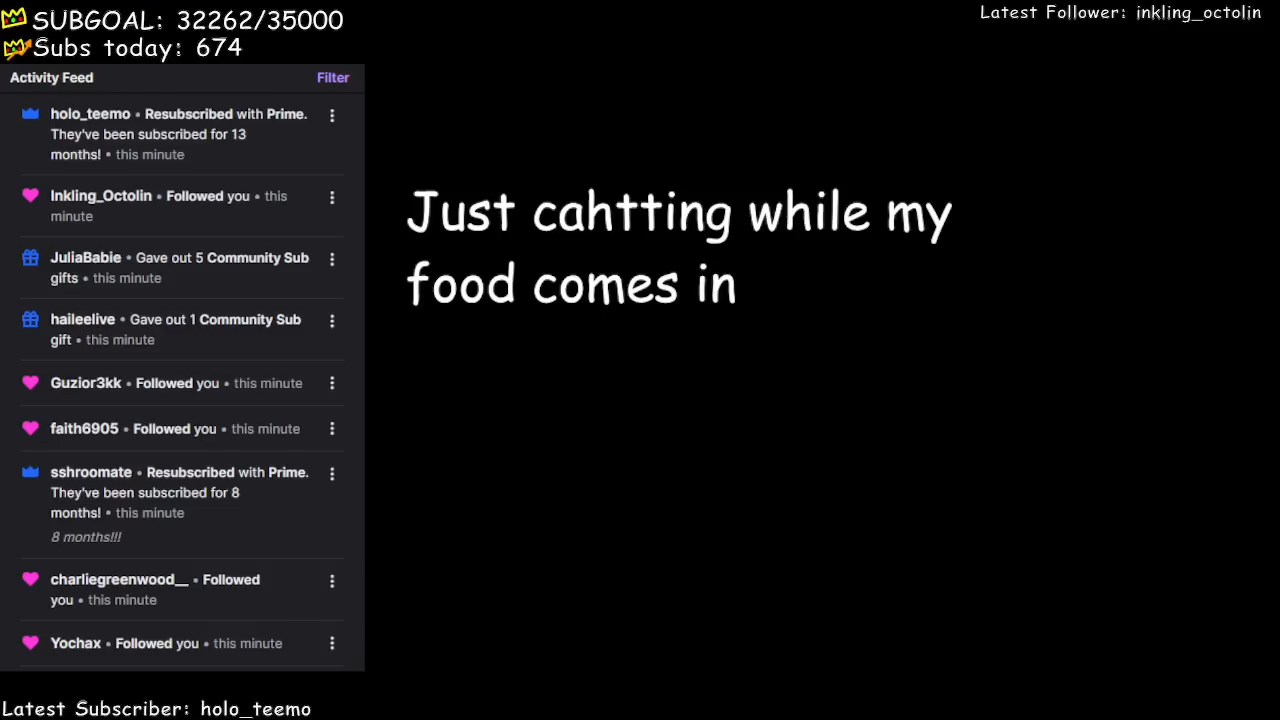 SUBGOAL: 32262/35000
Latest Follower: inkling_octolin
Subs today: 674
Activity Feed
Filter
holo_teemo • Resubscribed with Prime.
They've been subscribed for 13
months! • this minute
Inkling_Octolin • Followed you • this
minute
JuliaBabie • Gave out 5 Community Sub
gifts • this minute
haileelive • Gave out 1 Community Sub
gift • this minute
Guzior3kk • Followed you • this minute
faith6905 • Followed you • this minute
sshroomate • Resubscribed with Prime.
They've been subscribed for 8
months! • this minute
8 months!!!
charliegreenwood__ • Followed
you • this minute
Yochax • Followed you • this minute
Just cahtting while my
food comes in
Latest Subscriber: holo_teemo